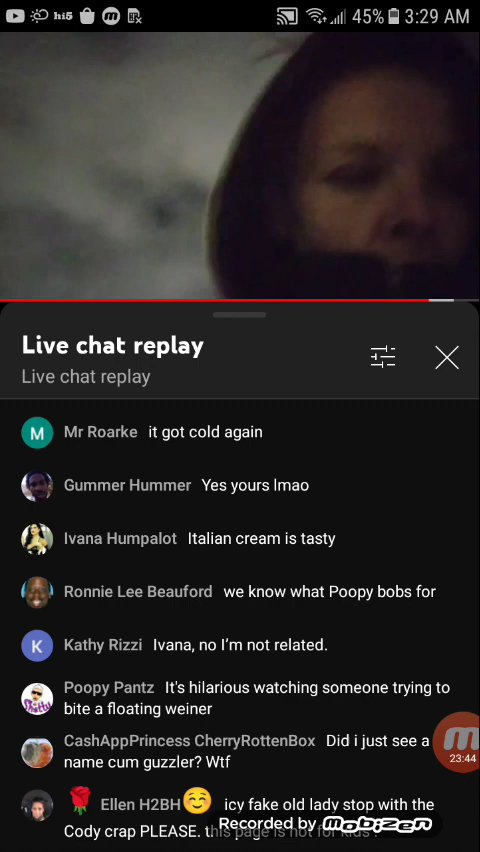 hi5 45% 3:29 AM
Live chat replay
Live chat replay
M Mr Roarke it got cold again
Gummer Hummer Yes yours lmao
Ivana Humpalot Italian cream is tasty
Ronnie Lee Beauford we know what Poopy bobs for
K Kathy Rizzi Ivana, no I'm not related.
Poopy Pantz It's hilarious watching someone trying to
bite a floating weiner
CashAppPrincess CherryRottenBox Did i just see a
name cum guzzler? Wtf
23:44
🌹 Ellen H2BH☺️ icy fake old lady stop with the
Cody crap PLEASE. this page is not for kids!
Recorded by MOBIZEN